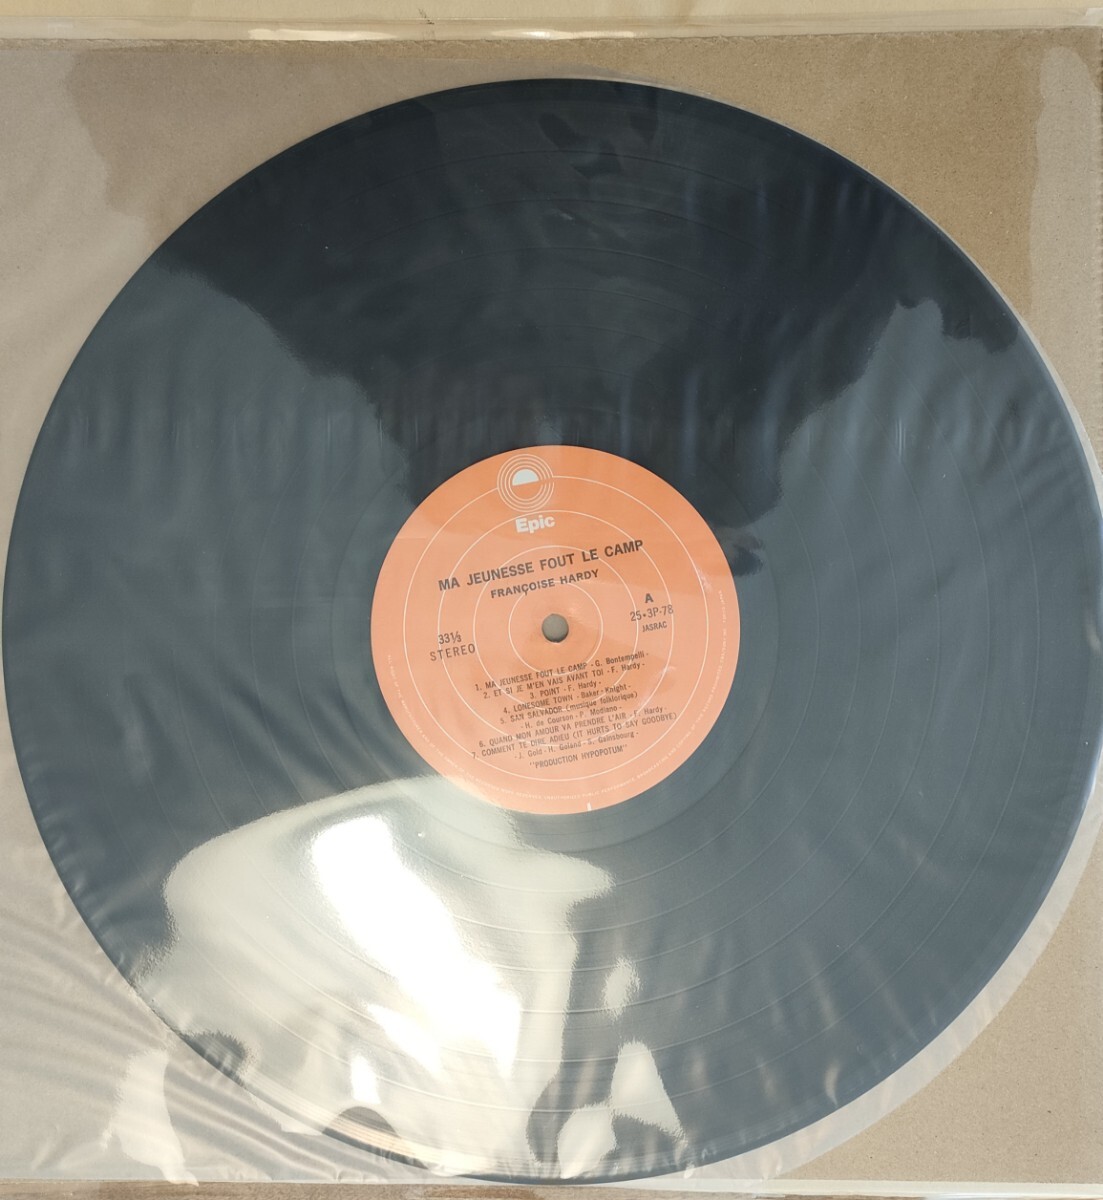 Epic
MA JEUNESSE FOUT LE CAMP
FRANÇOISE HARDY
A
33⅓
25•3P-78
STEREO
JASRAC
1. MA JEUNESSE FOUT LE CAMP - G. Bontempelli -
2. ET SI JE M'EN VAIS AVANT TOI - F. Hardy -
3. POINT - F. Hardy -
4. LONESOME TOWN - Baker - Knight -
5. SAN SALVADOR (musique folklorique)
- H. de Courson - P. Modiano -
6. QUAND MON AMOUR VA PRENDRE L'AIR - F. Hardy -
7. COMMENT TE DIRE ADIEU (IT HURTS TO SAY GOODBYE)
- J. Gold - H. Goland - S. Gainsbourg -
"PRODUCTION HYPOPOTUM"